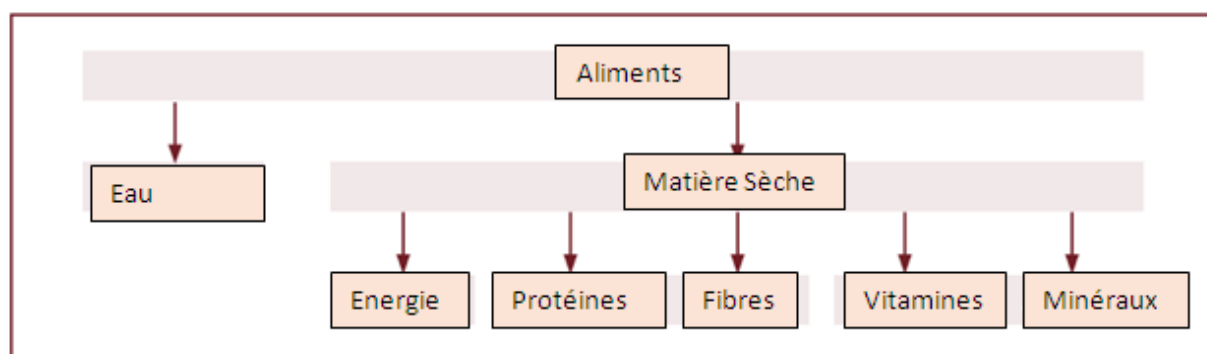 Aliments
Eau
Matière Sèche
Energie
Protéines
Fibres
Vitamines
Minéraux